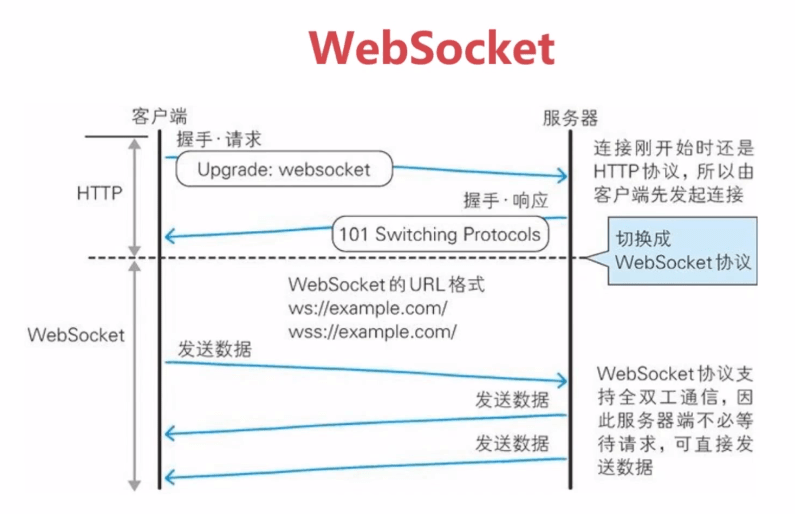 WebSocket
客户端
服务器
握手·请求
Upgrade: websocket
连接刚开始时还是
HTTP协议，所以由
客户端先发起连接
HTTP
握手·响应
101 Switching Protocols
切换成
WebSocket协议
WebSocket的URL格式
ws://example.com/
wss://example.com/
WebSocket
发送数据
发送数据
发送数据
WebSocket协议支
持全双工通信，因
此服务器端不必等
待请求，可直接发
送数据